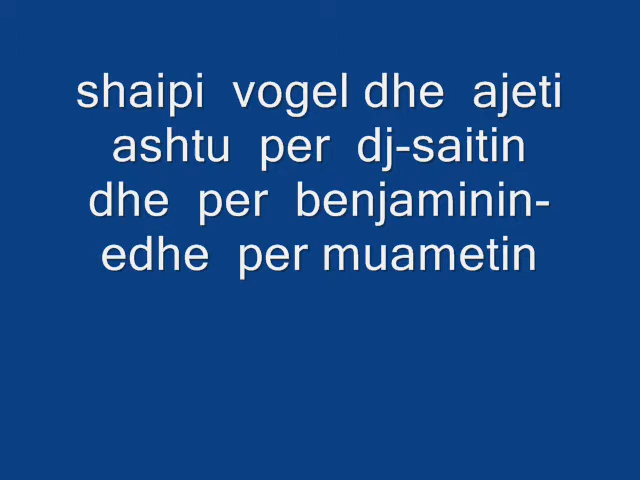 shaipi vogel dhe ajeti
ashtu per dj-saitin
dhe per benjaminin-
edhe per muametin